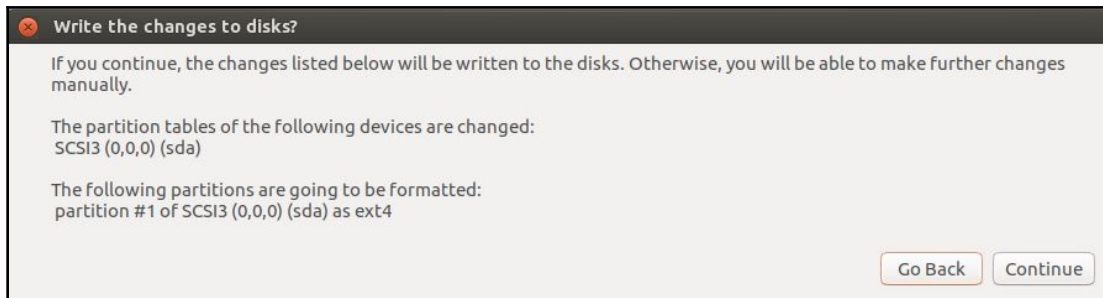 Write the changes to disks?
If you continue, the changes listed below will be written to the disks. Otherwise, you will be able to make further changes
manually.
The partition tables of the following devices are changed:
SCSI3 (0,0,0) (sda)
The following partitions are going to be formatted:
partition #1 of SCSI3 (0,0,0) (sda) as ext4
Go Back Continue